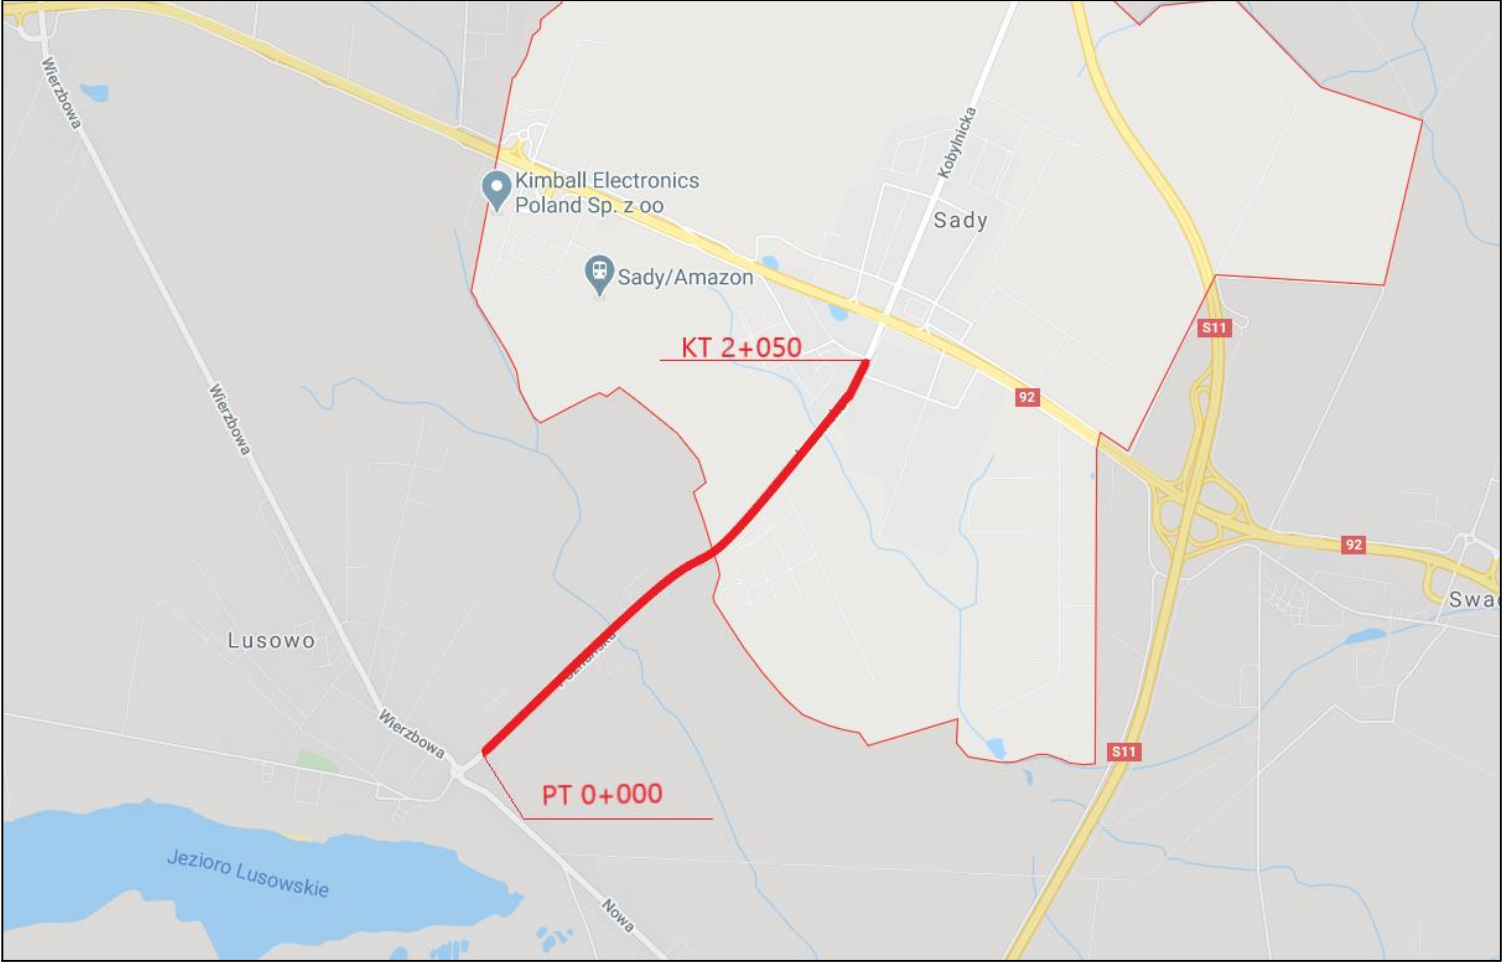 Wierzbowa
Kimball Electronics
Poland Sp. z oo
Kobylnicka
Sady
Sady/Amazon
KT 2+050
S11
92
Wierzbowa
92
Swa
Lusowo
Wierzbowa
S11
PT 0+000
Jezioro Lusowskie
Nowa